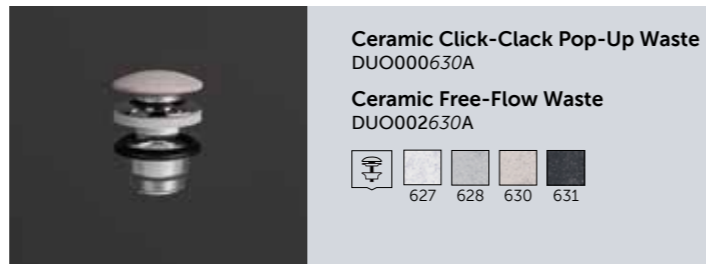 Ceramic Click-Clack Pop-Up Waste
DUO000630A
Ceramic Free-Flow Waste
DUO002630A
627 628 630 631